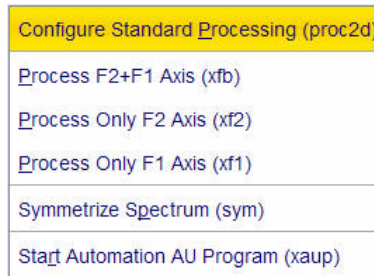 Configure Standard Processing (proc2d)
Process F2+F1 Axis (xfb)
Process Only F2 Axis (xf2)
Process Only F1 Axis (xf1)
Symmetrize Spectrum (sym)
Start Automation AU Program (xaup)